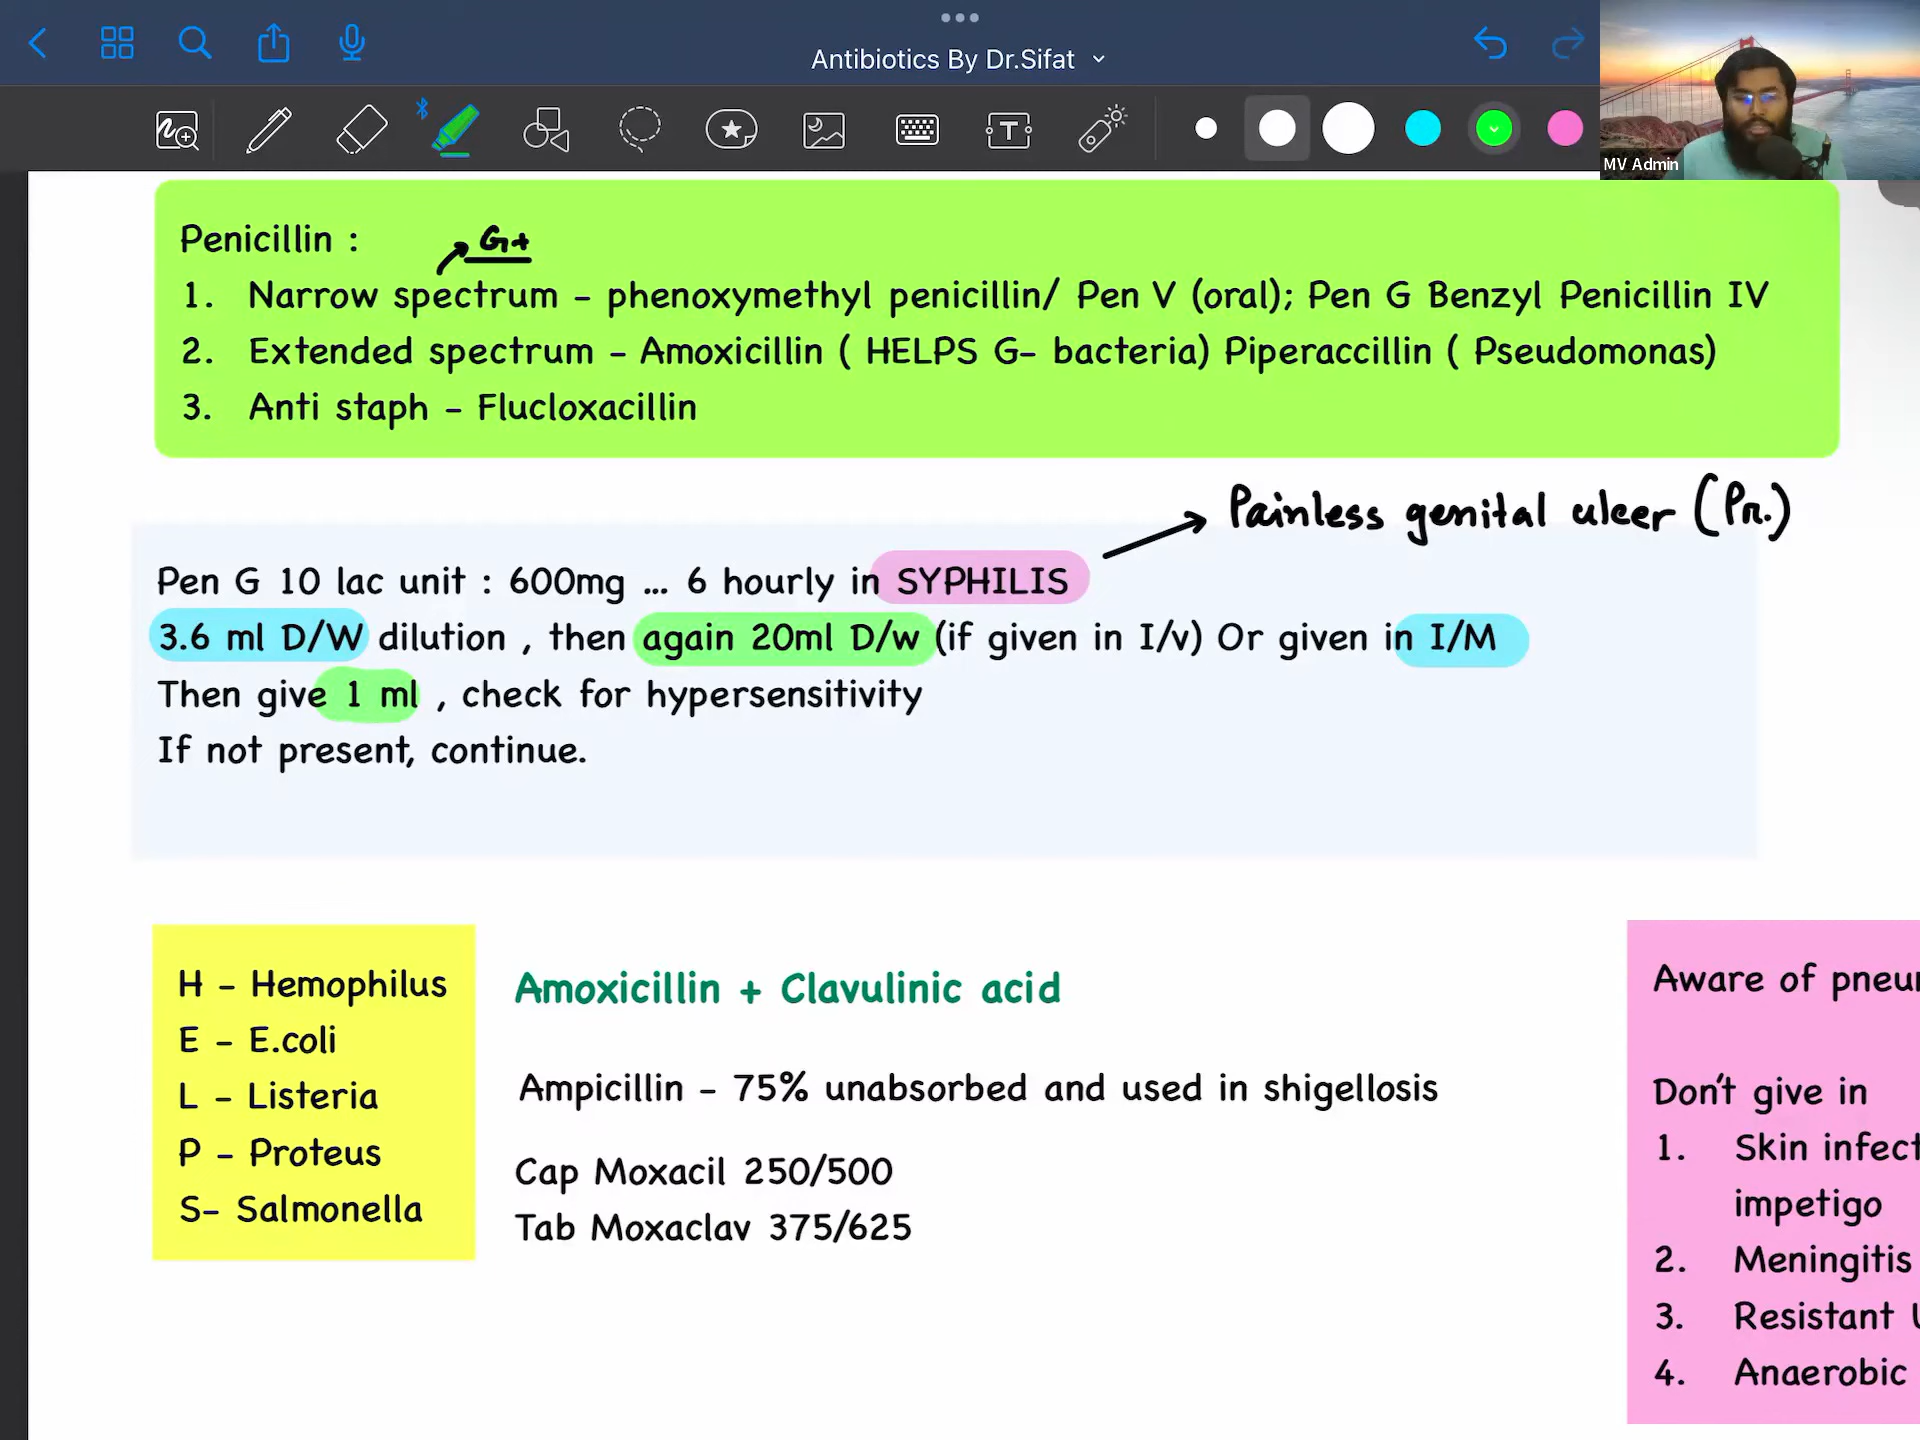 Antibiotics By Dr.Sifat
MV Admin
Penicillin :
G+
1. Narrow spectrum - phenoxymethyl penicillin/ Pen V (oral); Pen G Benzyl Penicillin IV
2. Extended spectrum - Amoxicillin ( HELPS G- bacteria) Piperaccillin ( Pseudomonas)
3. Anti staph - Flucloxacillin
Painless genital ulcer (Pr.)
Pen G 10 lac unit : 600mg ... 6 hourly in SYPHILIS
3.6 ml D/W dilution , then again 20ml D/w (if given in I/v) Or given in I/M
Then give 1 ml , check for hypersensitivity
If not present, continue.
H - Hemophilus
E - E.coli
L - Listeria
P - Proteus
S- Salmonella
Amoxicillin + Clavulinic acid
Ampicillin - 75% unabsorbed and used in shigellosis
Cap Moxacil 250/500
Tab Moxaclav 375/625
Aware of
Don't give in
1. Skin
impetigo
2. Meningitis
3. Resistant
4. Anaerobic